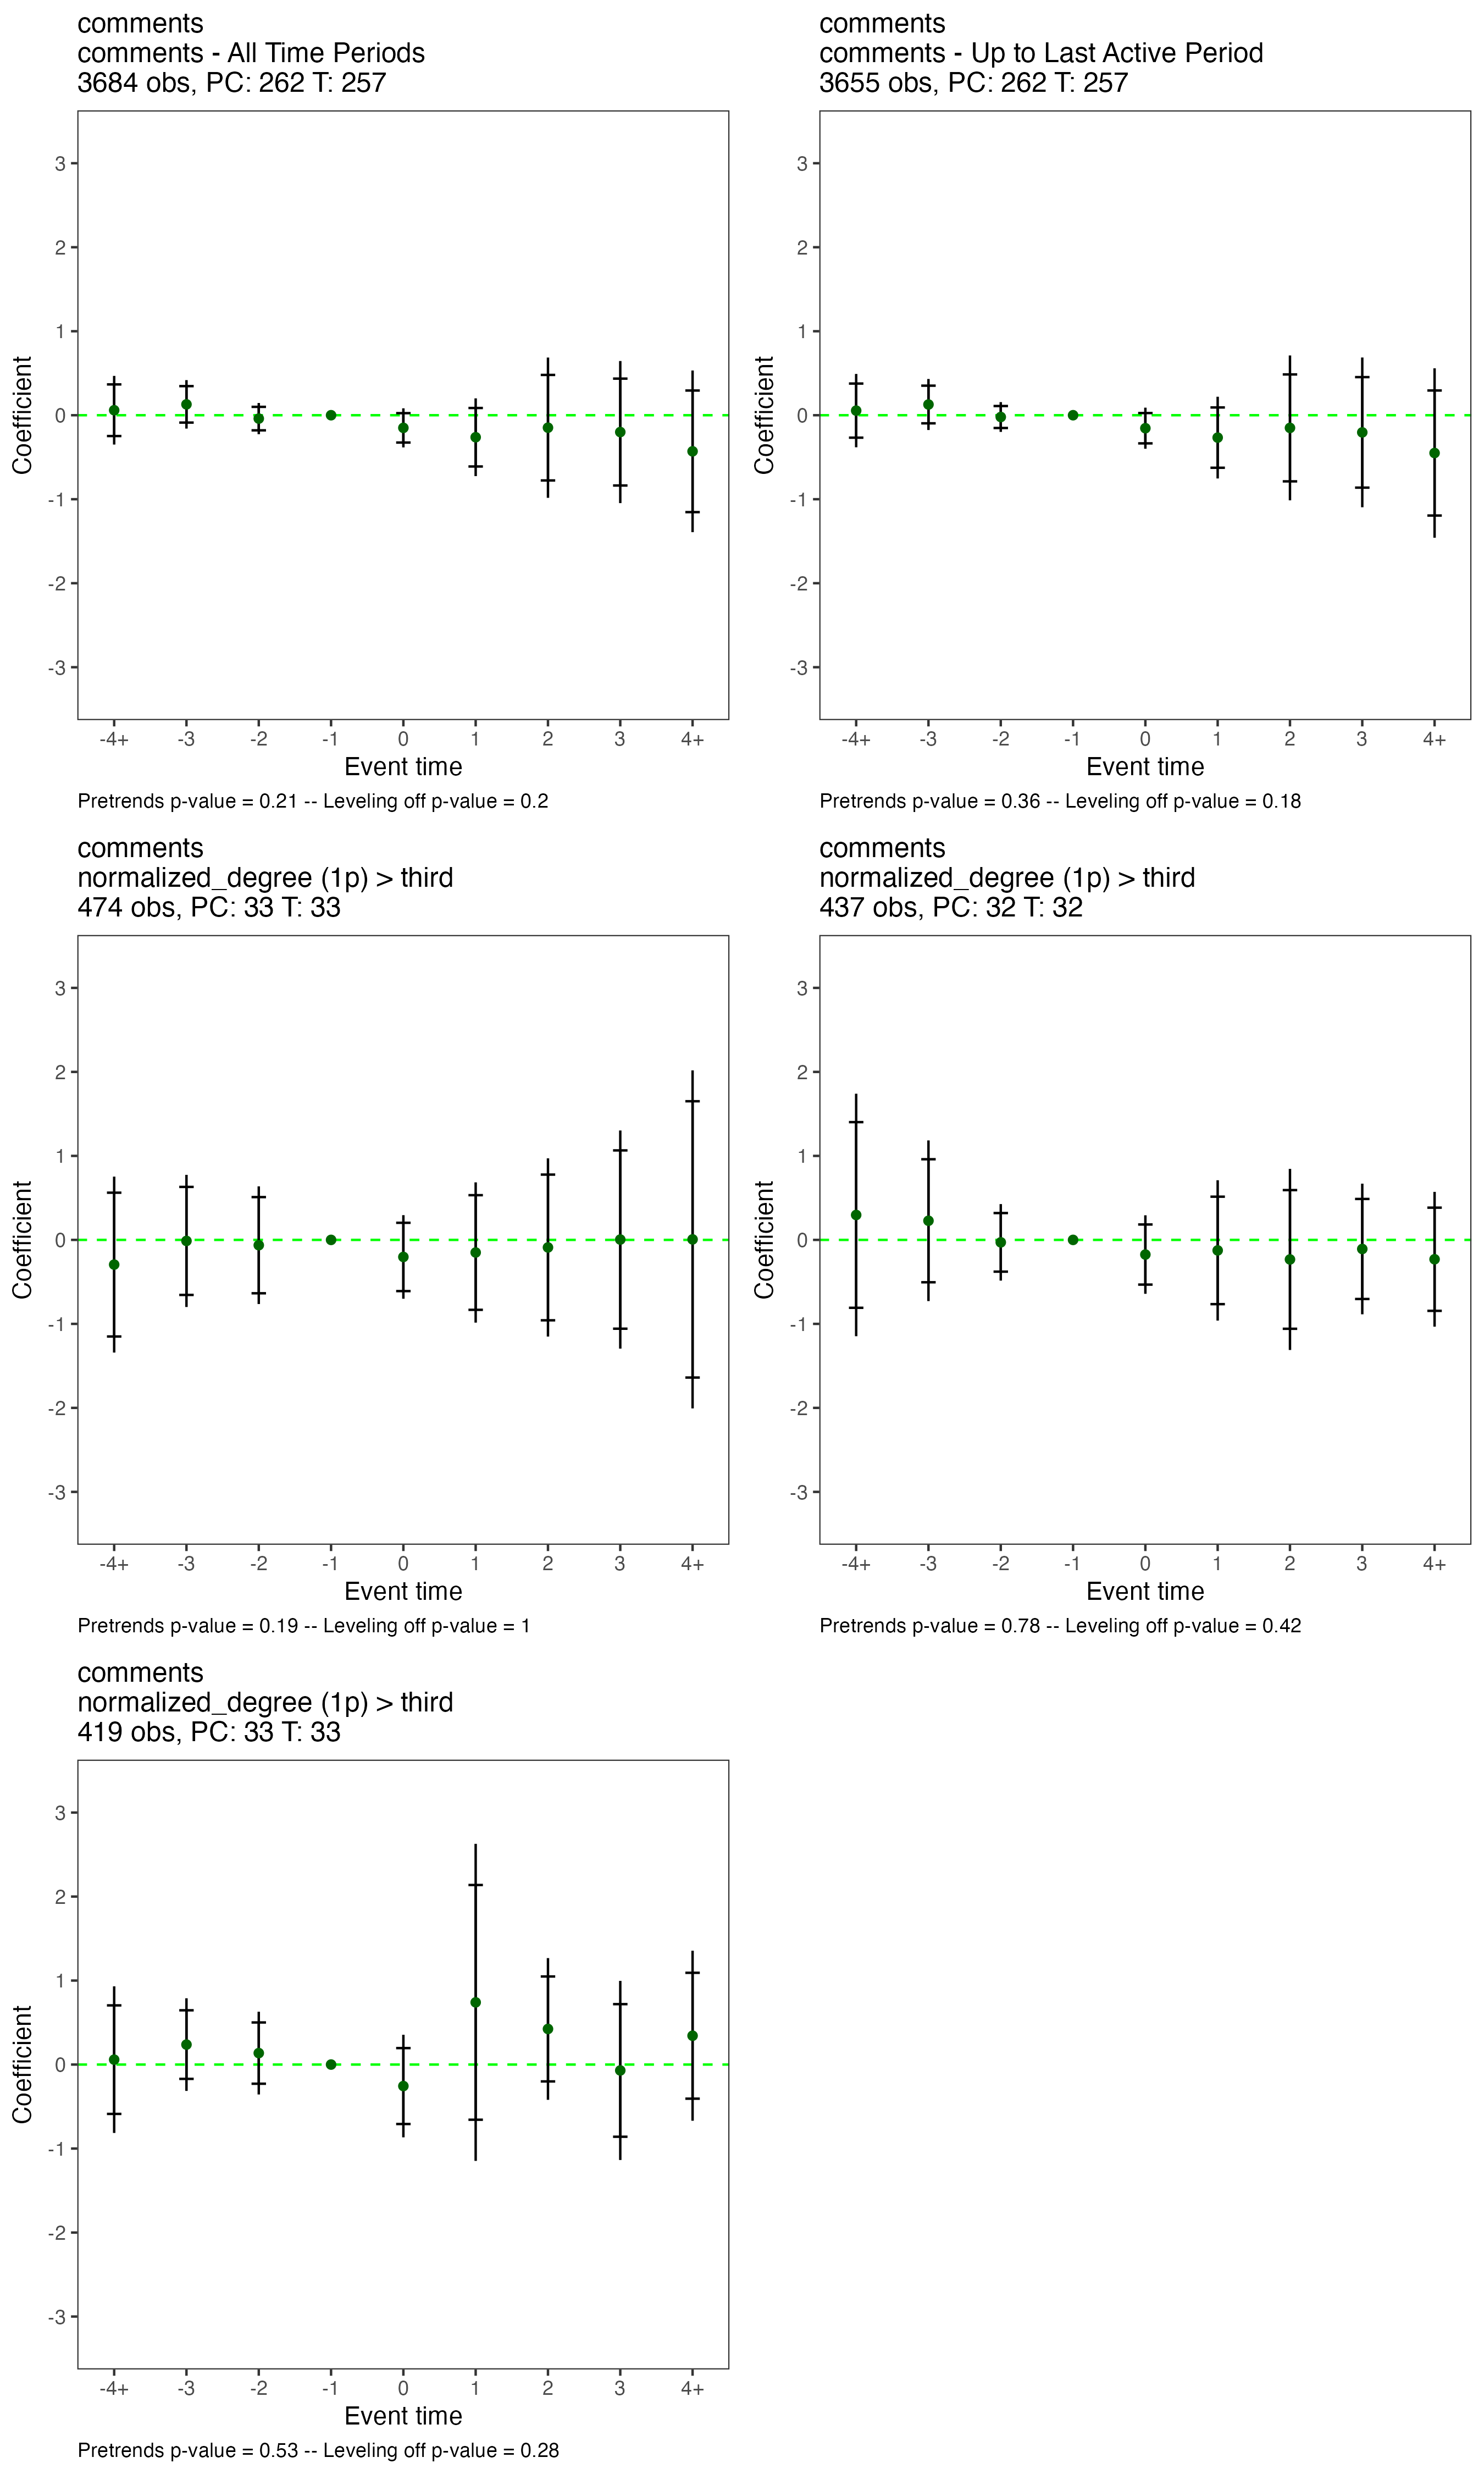 comments
comments - All Time Periods
3684 obs, PC: 262 T: 257
3
2
1
0
-1
-2
-3
Coefficient
-4+ -3 -2 -1 0 1 2 3 4+
Event time
Pretrends p-value = 0.21 -- Leveling off p-value = 0.2
comments
comments - Up to Last Active Period
3655 obs, PC: 262 T: 257
3
2
1
0
-1
-2
-3
Coefficient
-4+ -3 -2 -1 0 1 2 3 4+
Event time
Pretrends p-value = 0.36 -- Leveling off p-value = 0.18
comments
normalized_degree (1p) > third
474 obs, PC: 33 T: 33
3
2
1
0
-1
-2
-3
Coefficient
-4+ -3 -2 -1 0 1 2 3 4+
Event time
Pretrends p-value = 0.19 -- Leveling off p-value = 1
comments
normalized_degree (1p) > third
437 obs, PC: 32 T: 32
3
2
1
0
-1
-2
-3
Coefficient
-4+ -3 -2 -1 0 1 2 3 4+
Event time
Pretrends p-value = 0.78 -- Leveling off p-value = 0.42
comments
normalized_degree (1p) > third
419 obs, PC: 33 T: 33
3
2
1
0
-1
-2
-3
Coefficient
-4+ -3 -2 -1 0 1 2 3 4+
Event time
Pretrends p-value = 0.53 -- Leveling off p-value = 0.28